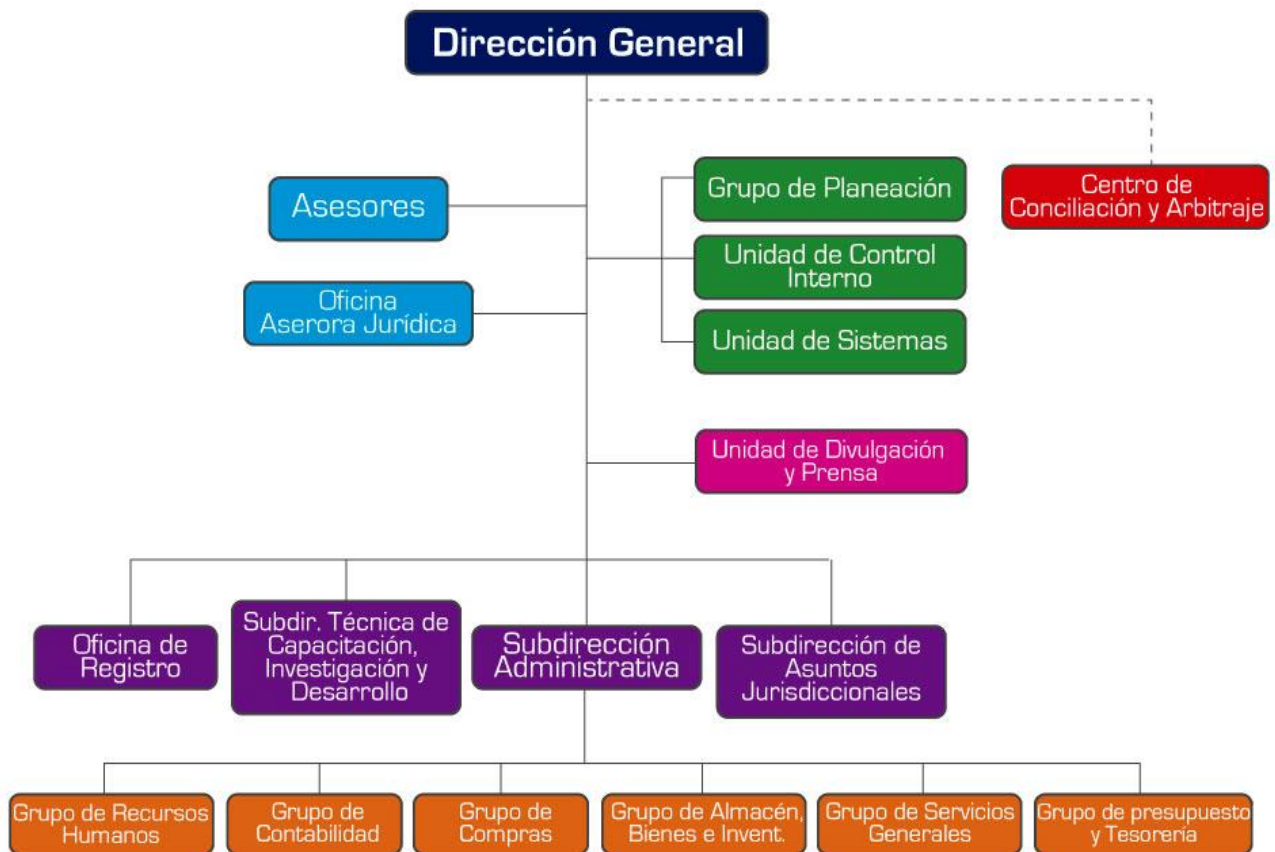 Dirección General
Asesores
Grupo de Planeación
Centro de
Conciliación y Arbitraje
Unidad de Control
Interno
Oficina
Aserora Jurídica
Unidad de Sistemas
Unidad de Divulgación
y Prensa
Oficina de
Registro
Subdir. Técnica de
Capacitación,
Investigación y
Desarrollo
Subdirección
Administrativa
Subdirección de
Asuntos
Jurisdiccionales
Grupo de Recursos
Humanos
Grupo de
Contabilidad
Grupo de
Compras
Grupo de Almacén,
Bienes e Invent.
Grupo de Servicios
Generales
Grupo de presupuesto
y Tesorería